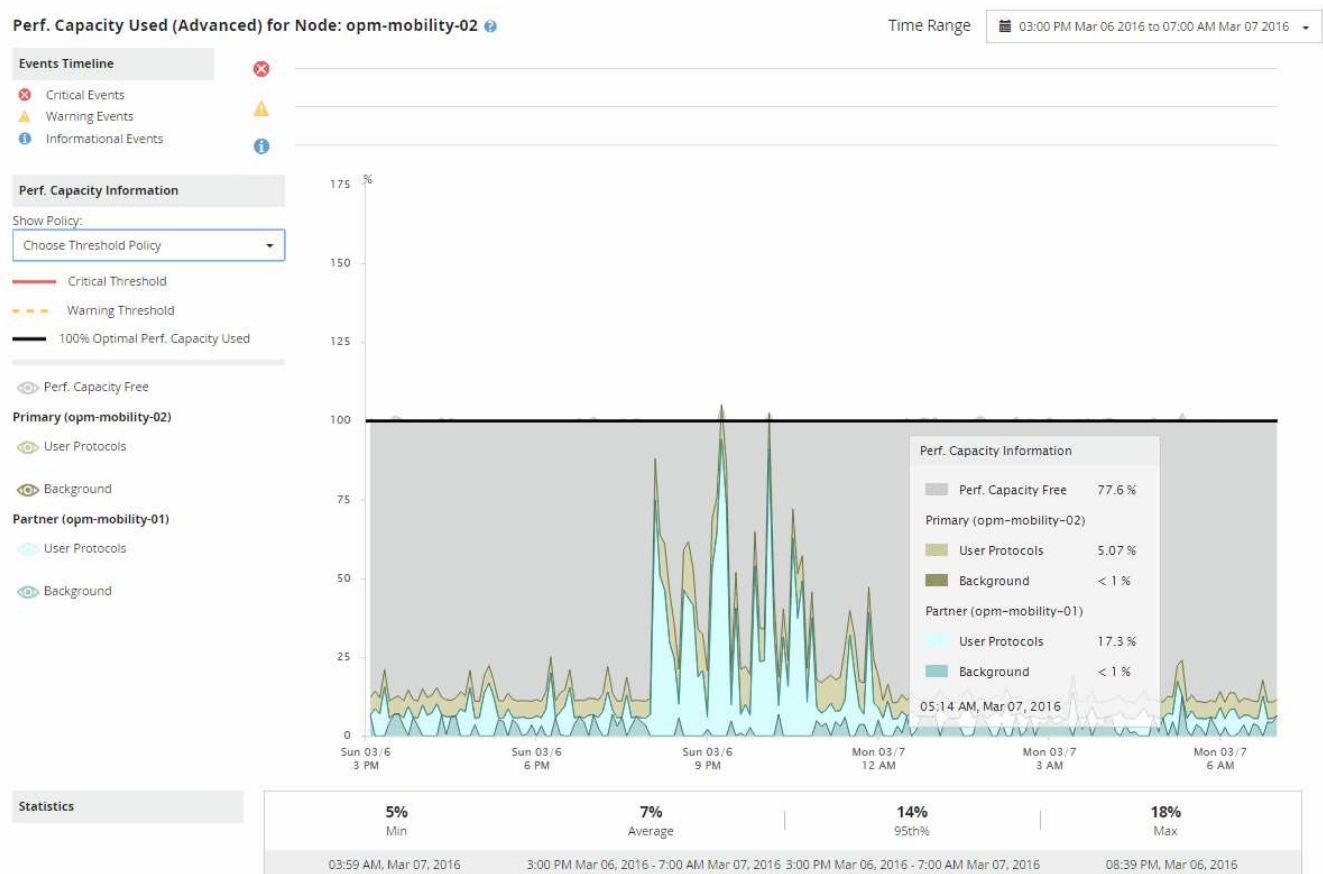 Perf. Capacity Used (Advanced) for Node: opm-mobility-02 ?
Time Range 03:00 PM Mar 06 2016 to 07:00 AM Mar 07 2016
Events Timeline
Critical Events
Warning Events
Informational Events
Perf. Capacity Information
Show Policy:
Choose Threshold Policy
Critical Threshold
Warning Threshold
100% Optimal Perf. Capacity Used
Perf. Capacity Free
Primary (opm-mobility-02)
User Protocols
Background
Partner (opm-mobility-01)
User Protocols
Background
175 %
150
125
100
75
50
25
0
Perf. Capacity Information
Perf. Capacity Free 77.6 %
Primary (opm-mobility-02)
User Protocols 5.07 %
Background < 1 %
Partner (opm-mobility-01)
User Protocols 17.3 %
Background < 1 %
05:14 AM, Mar 07, 2016
Sun 03/6 Sun 03/6 Sun 03/6 Mon 03/7 Mon 03/7 Mon 03/7
3 PM 6 PM 9 PM 12 AM 3 AM 6 AM
Statistics
5% 7% 14% 18%
Min Average 95th% Max
03:59 AM, Mar 07, 2016 3:00 PM Mar 06, 2016 - 7:00 AM Mar 07, 2016 3:00 PM Mar 06, 2016 - 7:00 AM Mar 07, 2016 08:39 PM, Mar 06, 2016